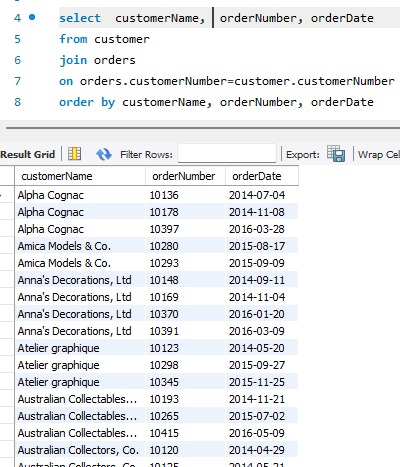 4 select customerName, orderNumber, orderDate
5 from customer
6 join orders
7 on orders.customerNumber=customer.customerNumber
8 order by customerName, orderNumber, orderDate
Result Grid Filter Rows: Export: Wrap Cel
customerName orderNumber orderDate
Alpha Cognac 10136 2014-07-04
Alpha Cognac 10178 2014-11-08
Alpha Cognac 10397 2016-03-28
Amica Models & Co. 10280 2015-08-17
Amica Models & Co. 10293 2015-09-09
Anna's Decorations, Ltd 10148 2014-09-11
Anna's Decorations, Ltd 10169 2014-11-04
Anna's Decorations, Ltd 10370 2016-01-20
Anna's Decorations, Ltd 10391 2016-03-09
Atelier graphique 10123 2014-05-20
Atelier graphique 10298 2015-09-27
Atelier graphique 10345 2015-11-25
Australian Collectables... 10193 2014-11-21
Australian Collectables... 10265 2015-07-02
Australian Collectables... 10415 2016-05-09
Australian Collectors, Co. 10120 2014-04-29
Australian Collectors, Co. 10125 2014-05-21